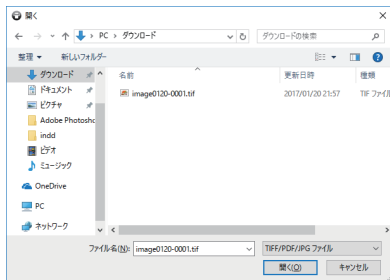 開く
PC › ダウンロード
ダウンロードの検索
整理 新しいフォルダー
名前 更新日時 種類
ダウンロード
image0120-0001.tif 2017/01/20 21:57 TIF ファイル
ドキュメント
ピクチャ
Adobe Photosho
indd
ビデオ
ミュージック
OneDrive
PC
ネットワーク
ファイル名(N): image0120-0001.tif TIFF/PDF/JPG ファイル
開く(O) キャンセル